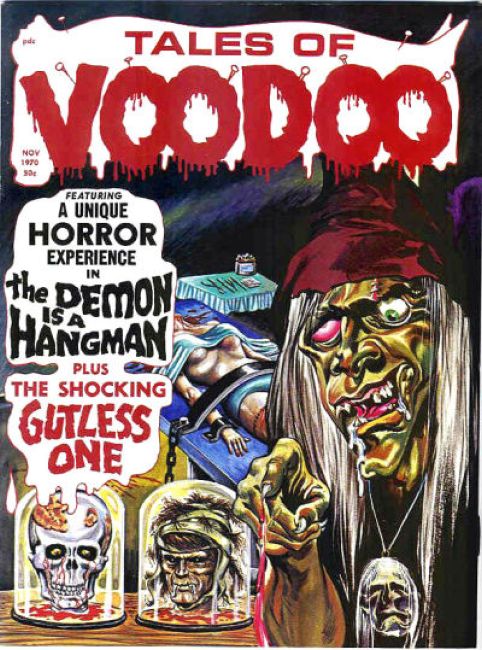 pdc
TALES OF
VOODOO
NOV
1970
50c
FEATURING
A UNIQUE
HORROR
EXPERIENCE
IN
the DEMON
IS A
HANGMAN
PLUS
THE SHOCKING
GUTLESS
ONE